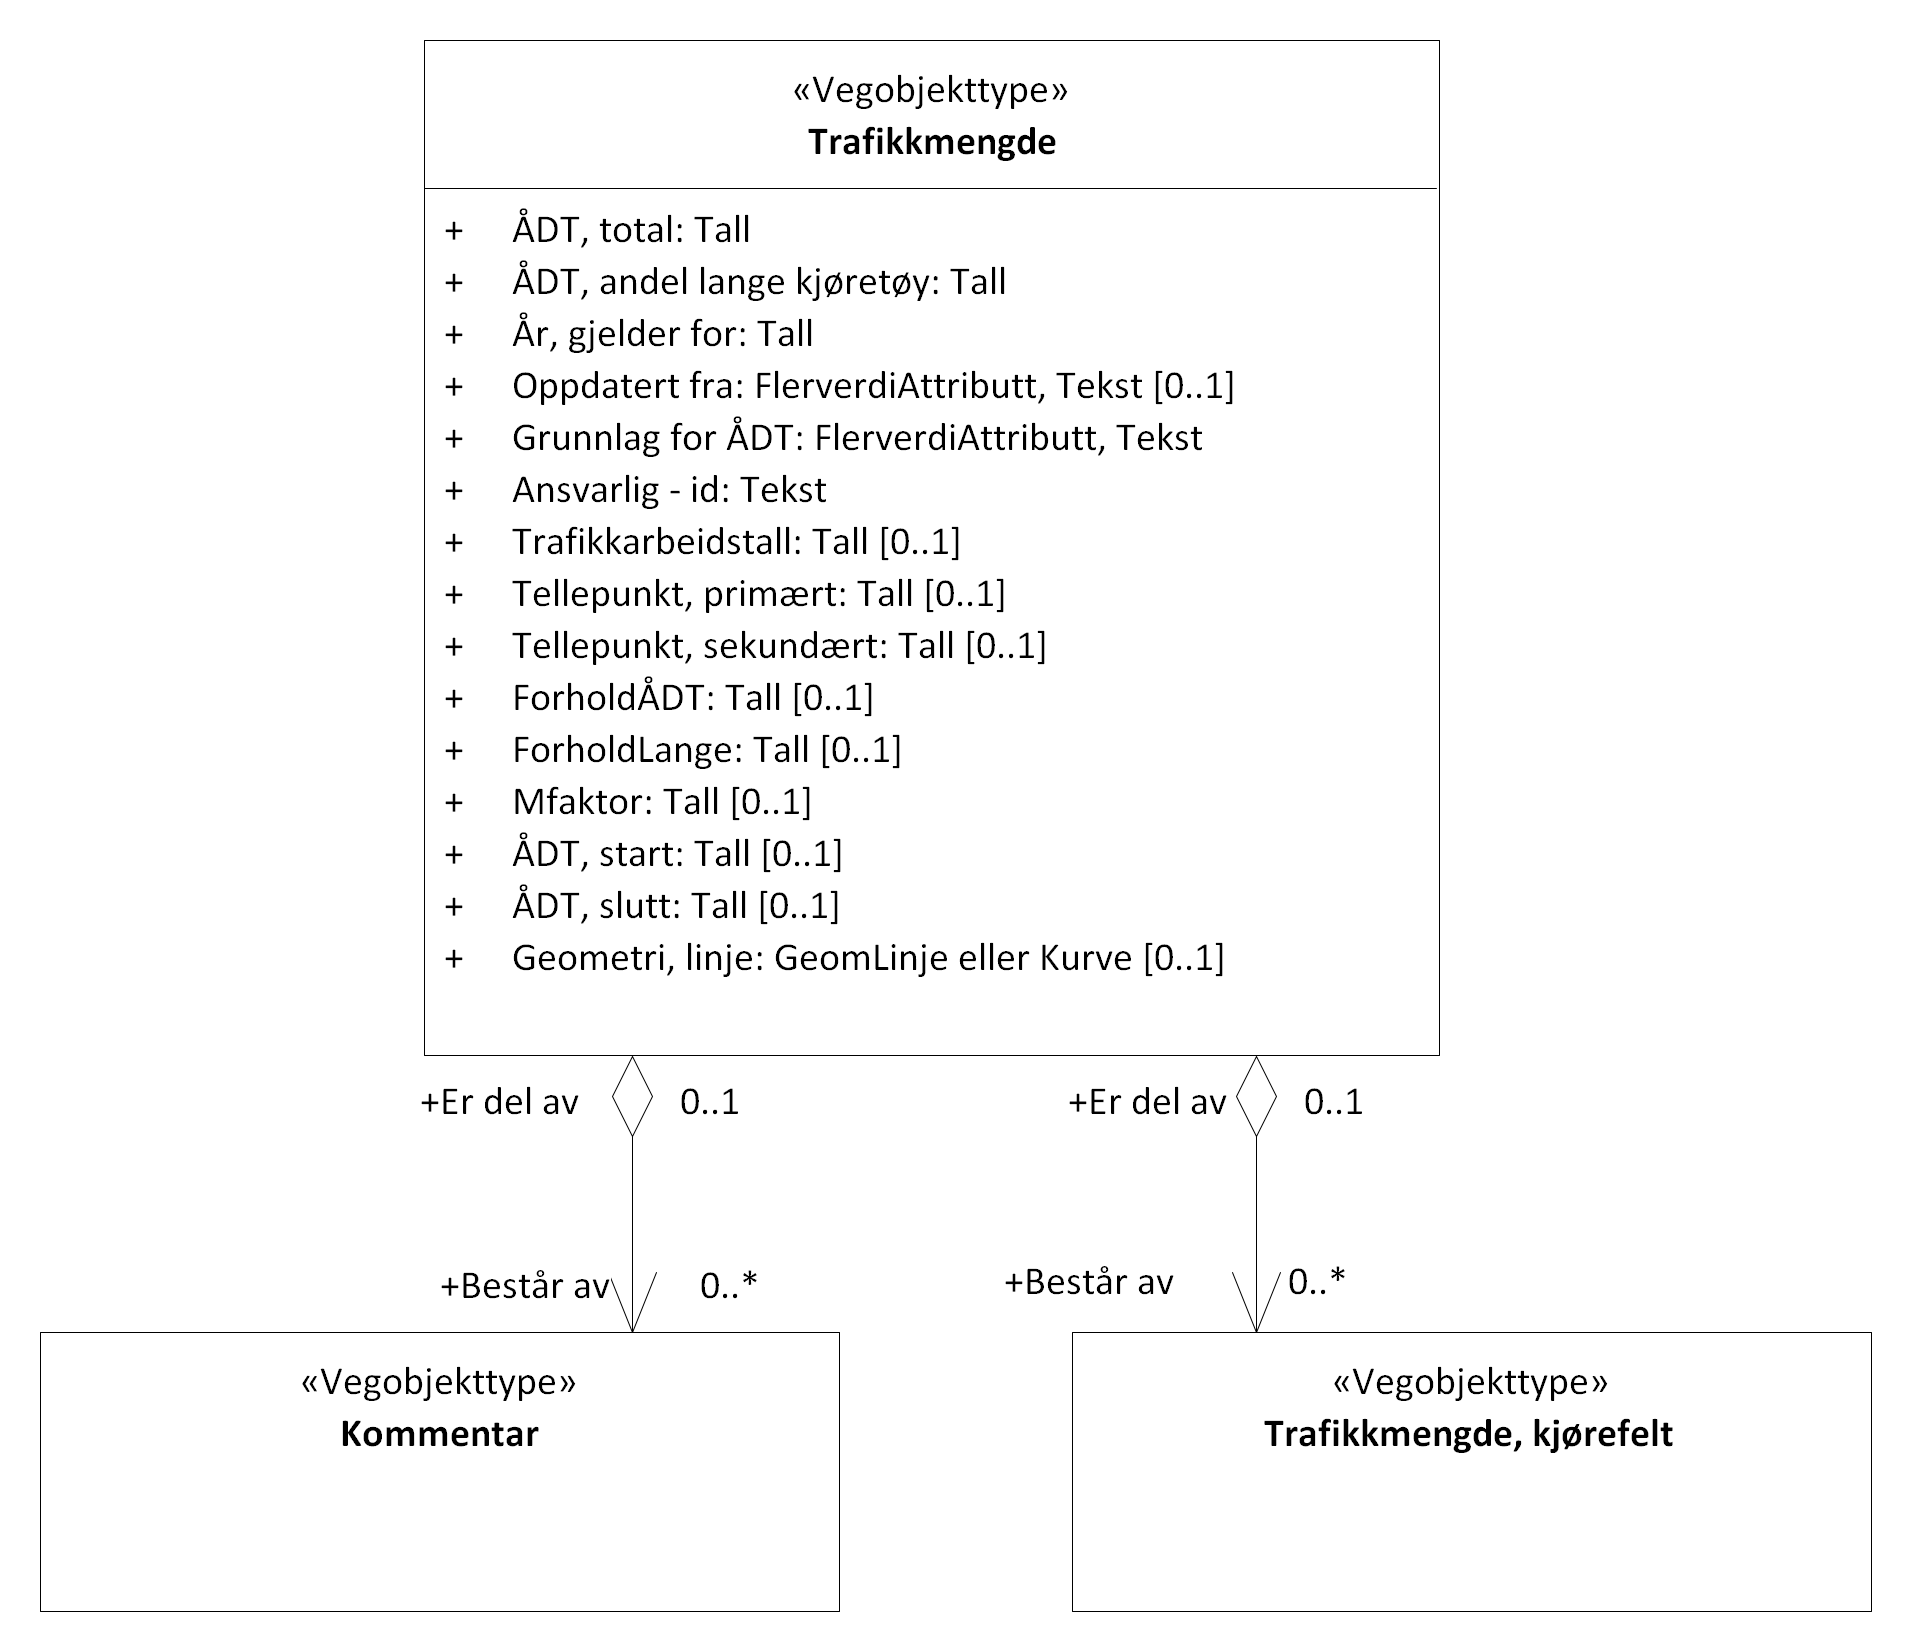 «Vegobjekttype»
Trafikkmengde
+ ÅDT, total: Tall
+ ÅDT, andel lange kjøretøy: Tall
+ År, gjelder for: Tall
+ Oppdatert fra: FlerverdiAttributt, Tekst [0..1]
+ Grunnlag for ÅDT: FlerverdiAttributt, Tekst
+ Ansvarlig - id: Tekst
+ Trafikkarbeidstall: Tall [0..1]
+ Tellepunkt, primært: Tall [0..1]
+ Tellepunkt, sekundært: Tall [0..1]
+ ForholdÅDT: Tall [0..1]
+ ForholdLange: Tall [0..1]
+ Mfaktor: Tall [0..1]
+ ÅDT, start: Tall [0..1]
+ ÅDT, slutt: Tall [0..1]
+ Geometri, linje: GeomLinje eller Kurve [0..1]
+Er del av 0..1
+Er del av 0..1
+Består av 0..*
+Består av 0..*
«Vegobjekttype»
Kommentar
«Vegobjekttype»
Trafikkmengde, kjørefelt